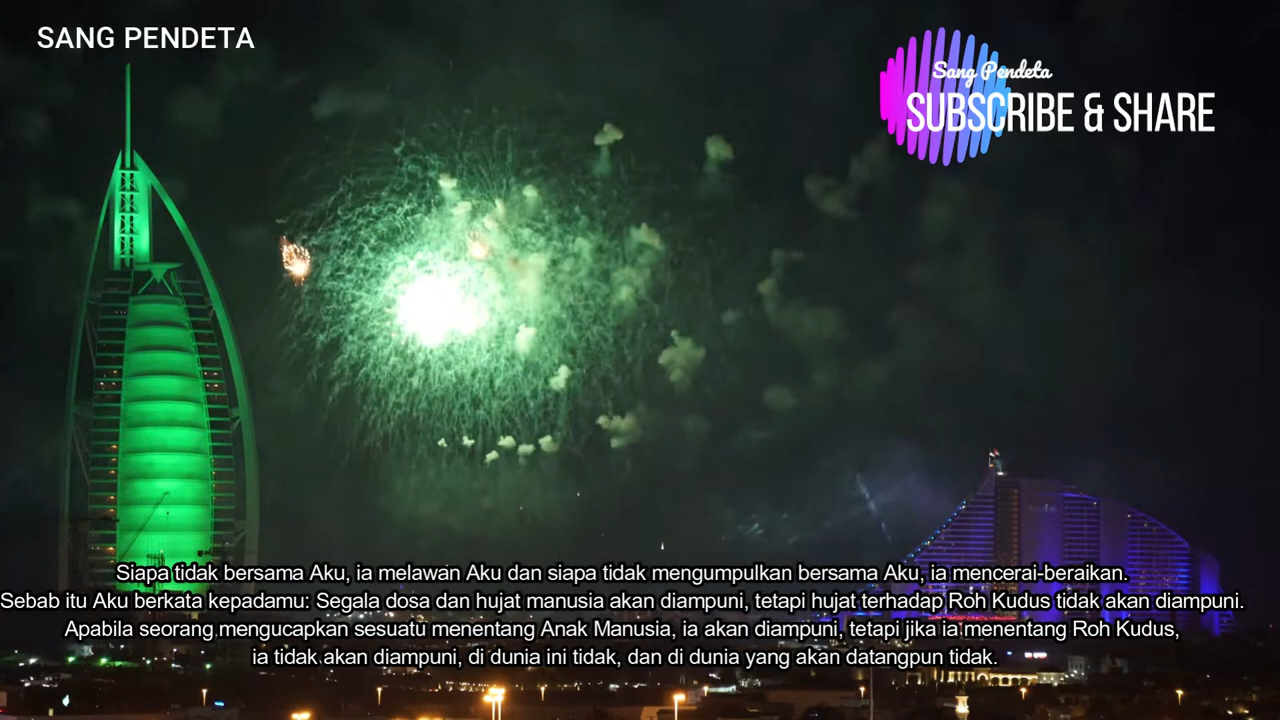 SANG PENDETA
Sang Pendeta
SUBSCRIBE & SHARE
Siapa tidak bersama Aku, ia melawan Aku dan siapa tidak mengumpulkan bersama Aku, ia mencerai-beraikan.
Sebab itu Aku berkata kepadamu: Segala dosa dan hujat manusia akan diampuni, tetapi hujat terhadap Roh Kudus tidak akan diampuni.
Apabila seorang mengucapkan sesuatu menentang Anak Manusia, ia akan diampuni, tetapi jika ia menentang Roh Kudus,
ia tidak akan diampuni, di dunia ini tidak, dan di dunia yang akan datangpun tidak.